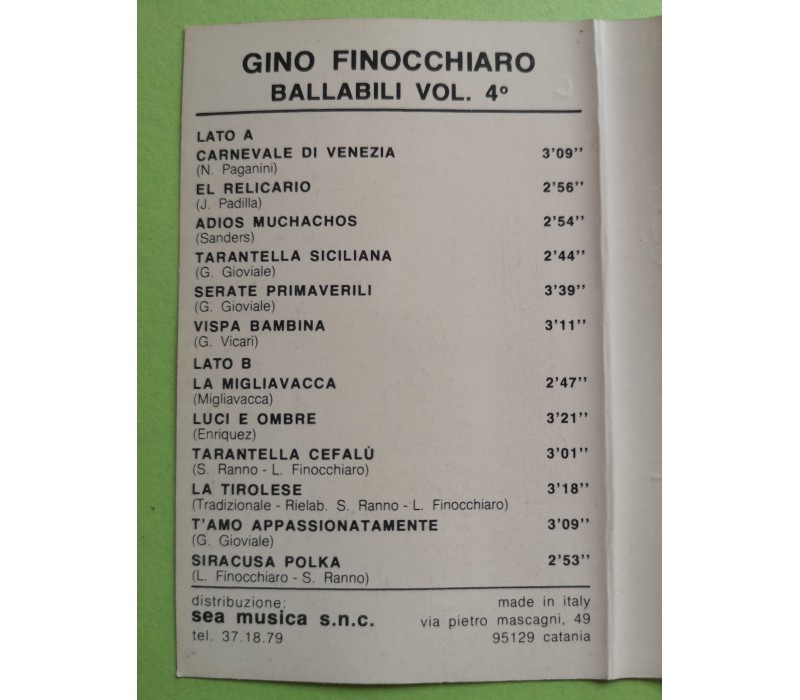 GINO FINOCCHIARO
BALLABILI VOL. 4º
LATO A
CARNEVALE DI VENEZIA 3'09''
(N. Paganini)
EL RELICARIO 2'56''
(J. Padilla)
ADIOS MUCHACHOS 2'54''
(Sanders)
TARANTELLA SICILIANA 2'44''
(G. Gioviale)
SERATE PRIMAVERILI 3'39''
(G. Gioviale)
VISPA BAMBINA 3'11''
(G. Vicari)
LATO B
LA MIGLIAVACCA 2'47''
(Migliavacca)
LUCI E OMBRE 3'21''
(Enriquez)
TARANTELLA CEFALÙ 3'01''
(S. Ranno - L. Finocchiaro)
LA TIROLESE 3'18''
(Tradizionale - Rielab. S. Ranno - L. Finocchiaro)
T'AMO APPASSIONATAMENTE 3'09''
(G. Gioviale)
SIRACUSA POLKA 2'53''
(L. Finocchiaro - S. Ranno)
distribuzione: made in italy
sea musica s.n.c. via pietro mascagni, 49
tel. 37.18.79 95129 catania